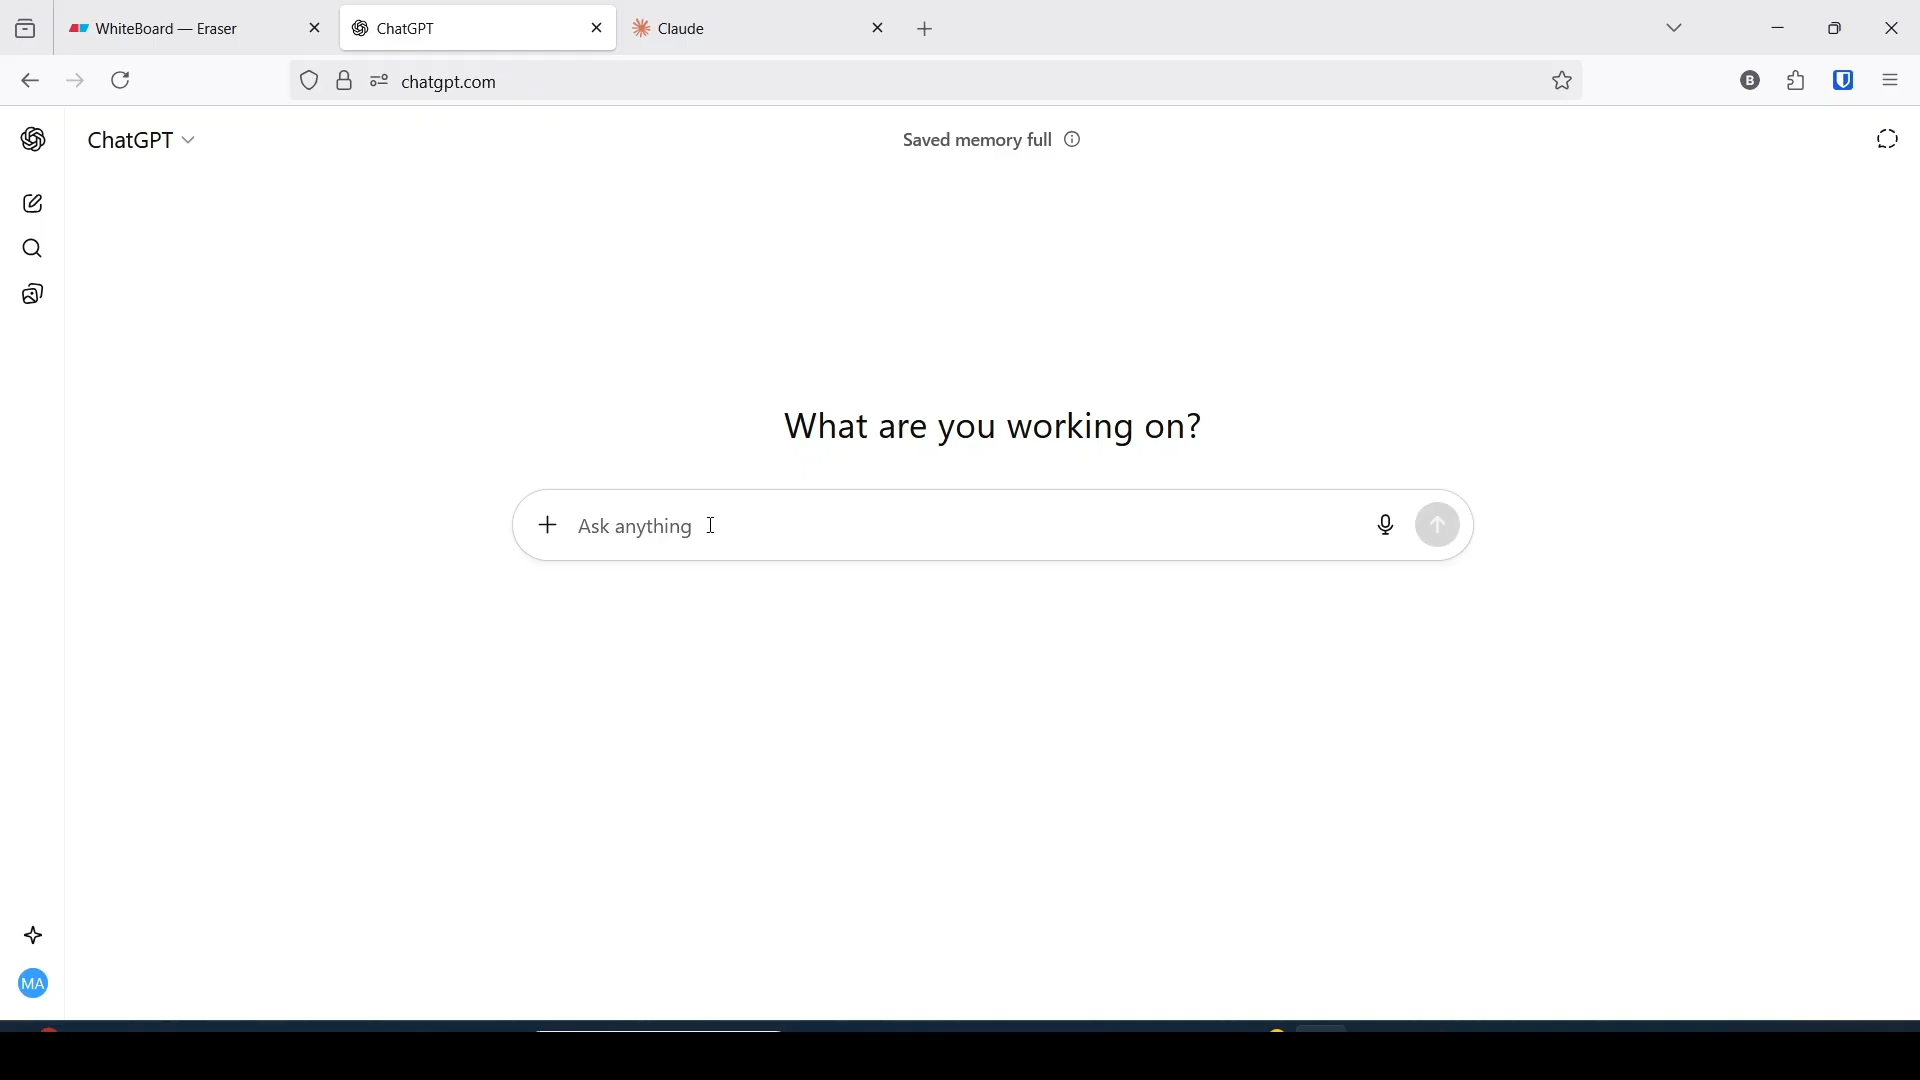 WhiteBoard — Eraser
ChatGPT
Claude
chatgpt.com
B
ChatGPT
Saved memory full
What are you working on?
Ask anything
MA